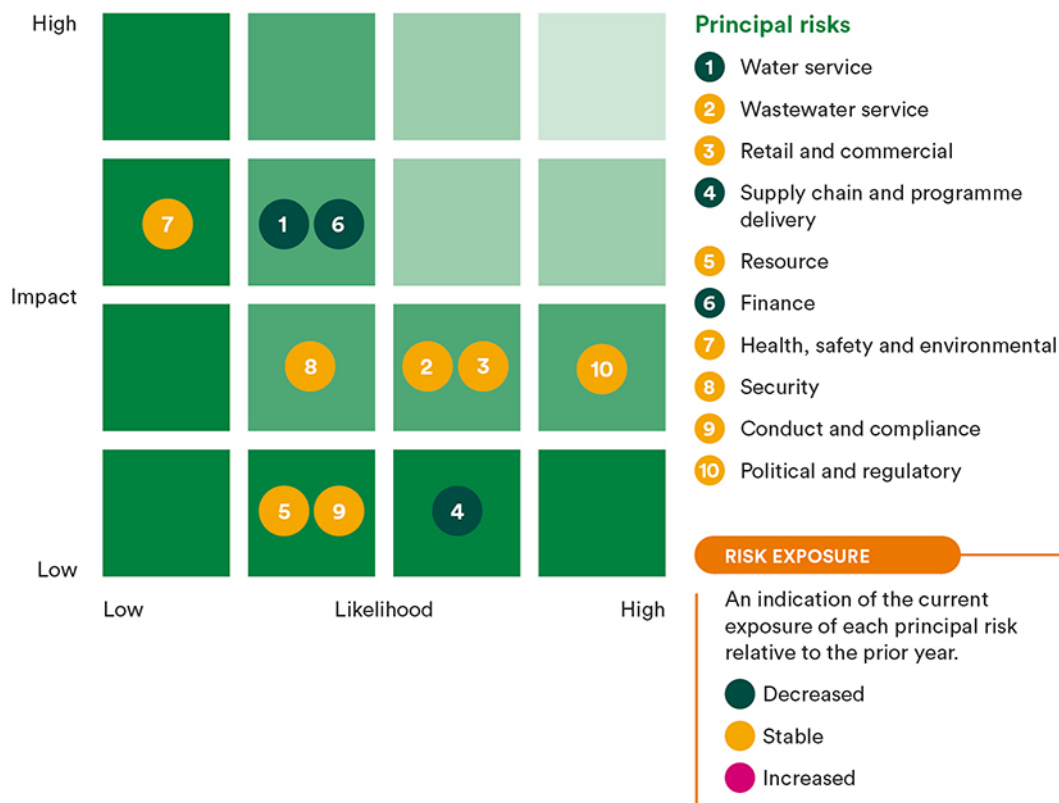 High
Impact
Low
7
1 6
8
2 3
10
5 9
4
Low Likelihood High
Principal risks
1 Water service
2 Wastewater service
3 Retail and commercial
4 Supply chain and programme
delivery
5 Resource
6 Finance
7 Health, safety and environmental
8 Security
9 Conduct and compliance
10 Political and regulatory
RISK EXPOSURE
An indication of the current
exposure of each principal risk
relative to the prior year.
Decreased
Stable
Increased